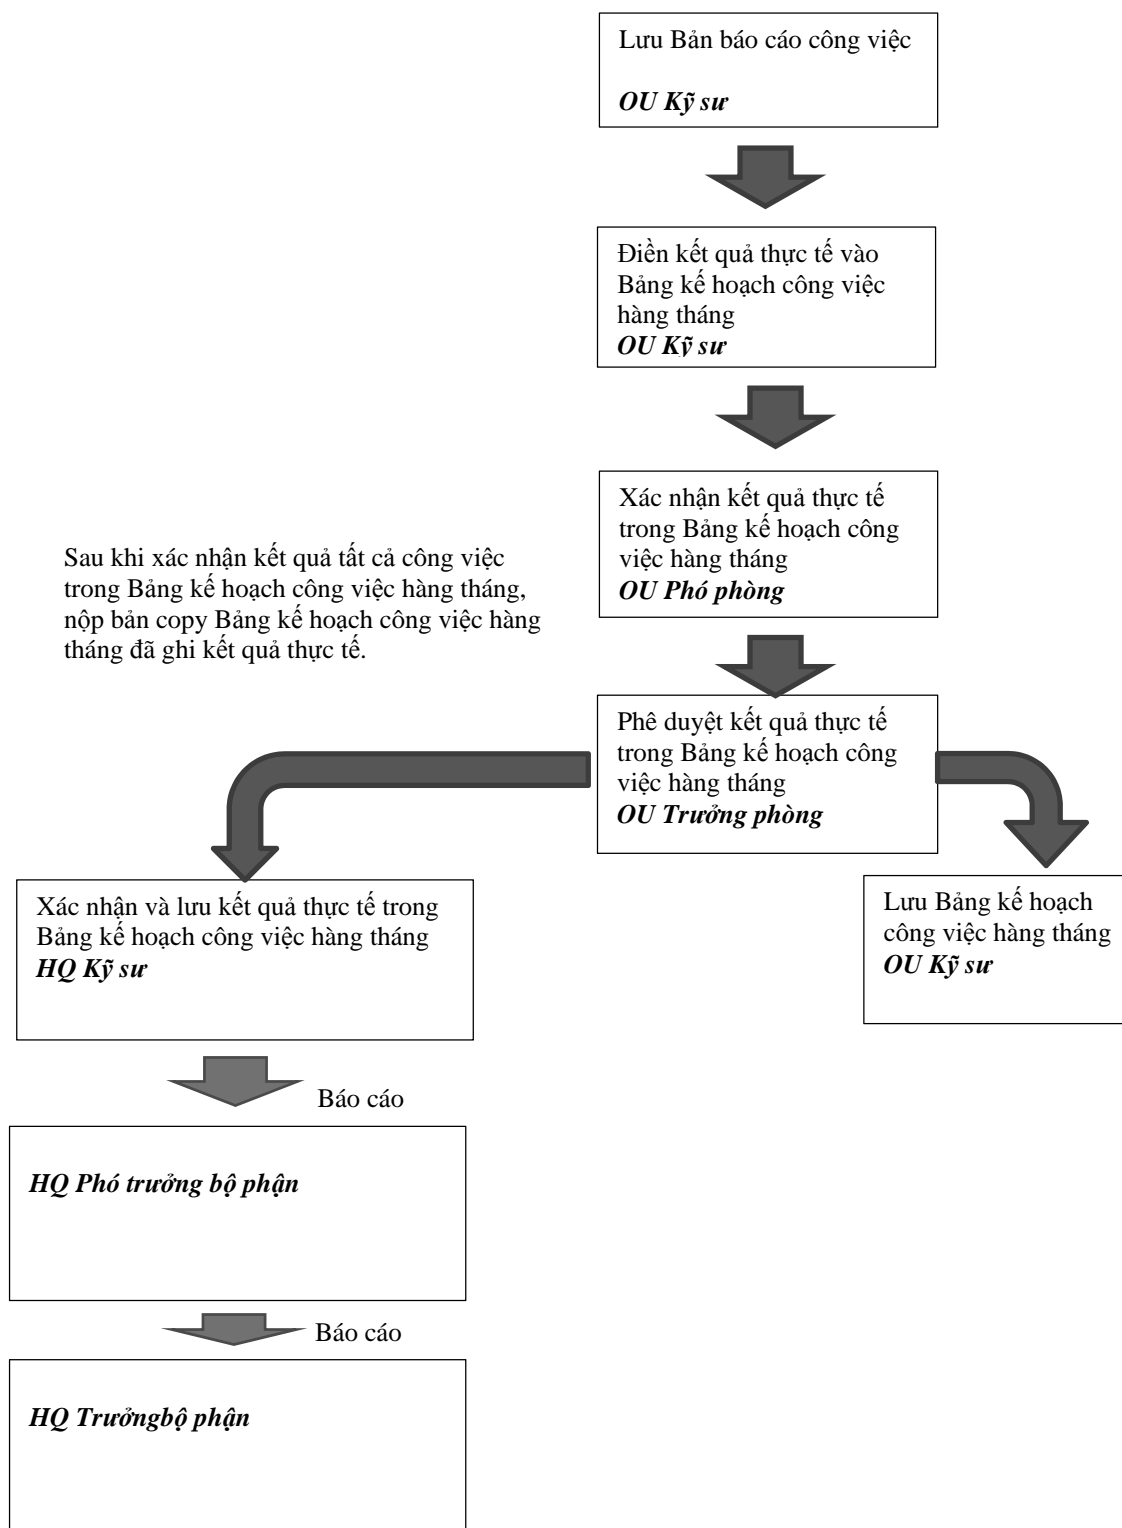 Lưu Bản báo cáo công việc
OU Kỹ sư
Điền kết quả thực tế vào
Bảng kế hoạch công việc
hàng tháng
OU Kỹ sư
Xác nhận kết quả thực tế
trong Bảng kế hoạch công
việc hàng tháng
OU Phó phòng
Sau khi xác nhận kết quả tất cả công việc
trong Bảng kế hoạch công việc hàng tháng,
nộp bản copy Bảng kế hoạch công việc hàng
tháng đã ghi kết quả thực tế.
Phê duyệt kết quả thực tế
trong Bảng kế hoạch công
việc hàng tháng
OU Trưởng phòng
Xác nhận và lưu kết quả thực tế trong
Bảng kế hoạch công việc hàng tháng
HQ Kỹ sư
Lưu Bảng kế hoạch
công việc hàng tháng
OU Kỹ sư
Báo cáo
HQ Phó trưởng bộ phận
Báo cáo
HQ Trưởngbộ phận